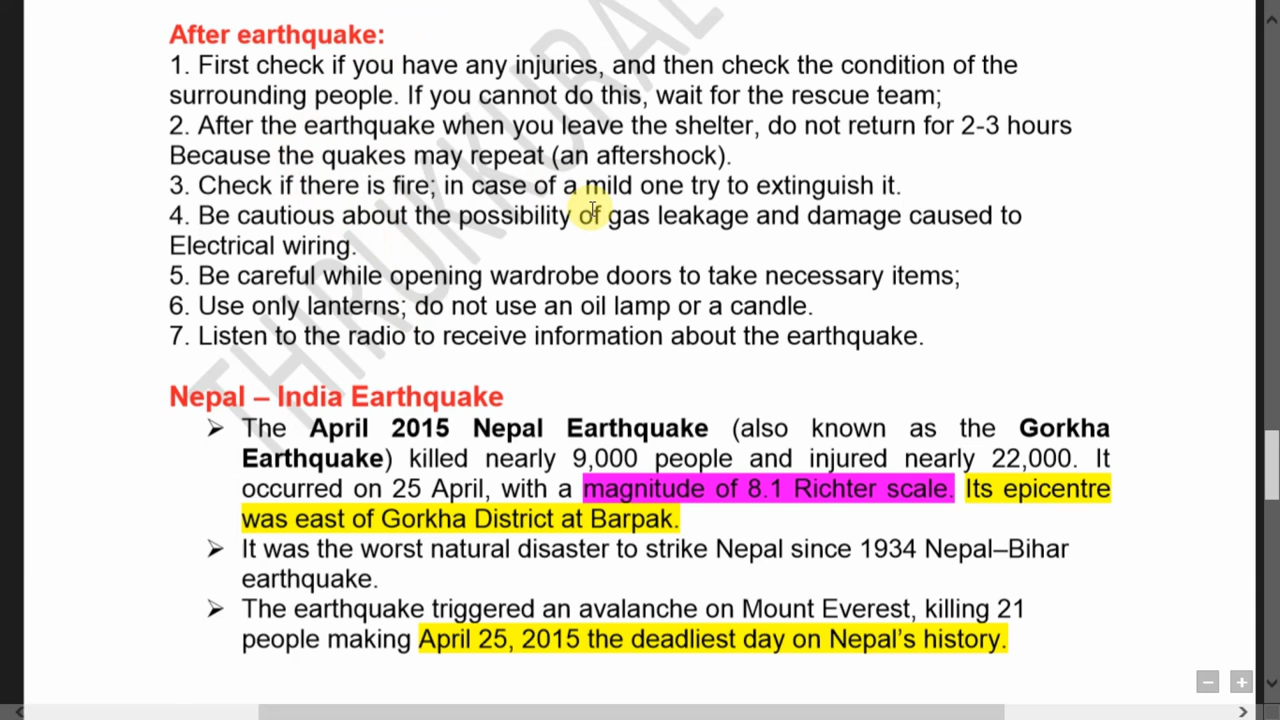 After earthquake:
1. First check if you have any injuries, and then check the condition of the
surrounding people. If you cannot do this, wait for the rescue team;
2. After the earthquake when you leave the shelter, do not return for 2-3 hours
Because the quakes may repeat (an aftershock).
3. Check if there is fire; in case of a mild one try to extinguish it.
4. Be cautious about the possibility of gas leakage and damage caused to
Electrical wiring.
5. Be careful while opening wardrobe doors to take necessary items;
6. Use only lanterns; do not use an oil lamp or a candle.
7. Listen to the radio to receive information about the earthquake.
Nepal – India Earthquake
➢ The April 2015 Nepal Earthquake (also known as the Gorkha
Earthquake) killed nearly 9,000 people and injured nearly 22,000. It
occurred on 25 April, with a magnitude of 8.1 Richter scale. Its epicentre
was east of Gorkha District at Barpak.
➢ It was the worst natural disaster to strike Nepal since 1934 Nepal–Bihar
earthquake.
➢ The earthquake triggered an avalanche on Mount Everest, killing 21
people making April 25, 2015 the deadliest day on Nepal's history.
THIRUKKURAL